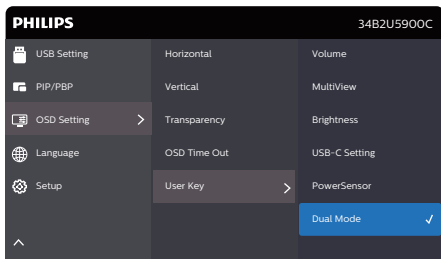 PHILIPS 34B2U5900C
USB Setting Horizontal Volume
PIP/PBP Vertical MultiView
OSD Setting Transparency Brightness
Language OSD Time Out USB-C Setting
Setup User Key PowerSensor
Dual Mode